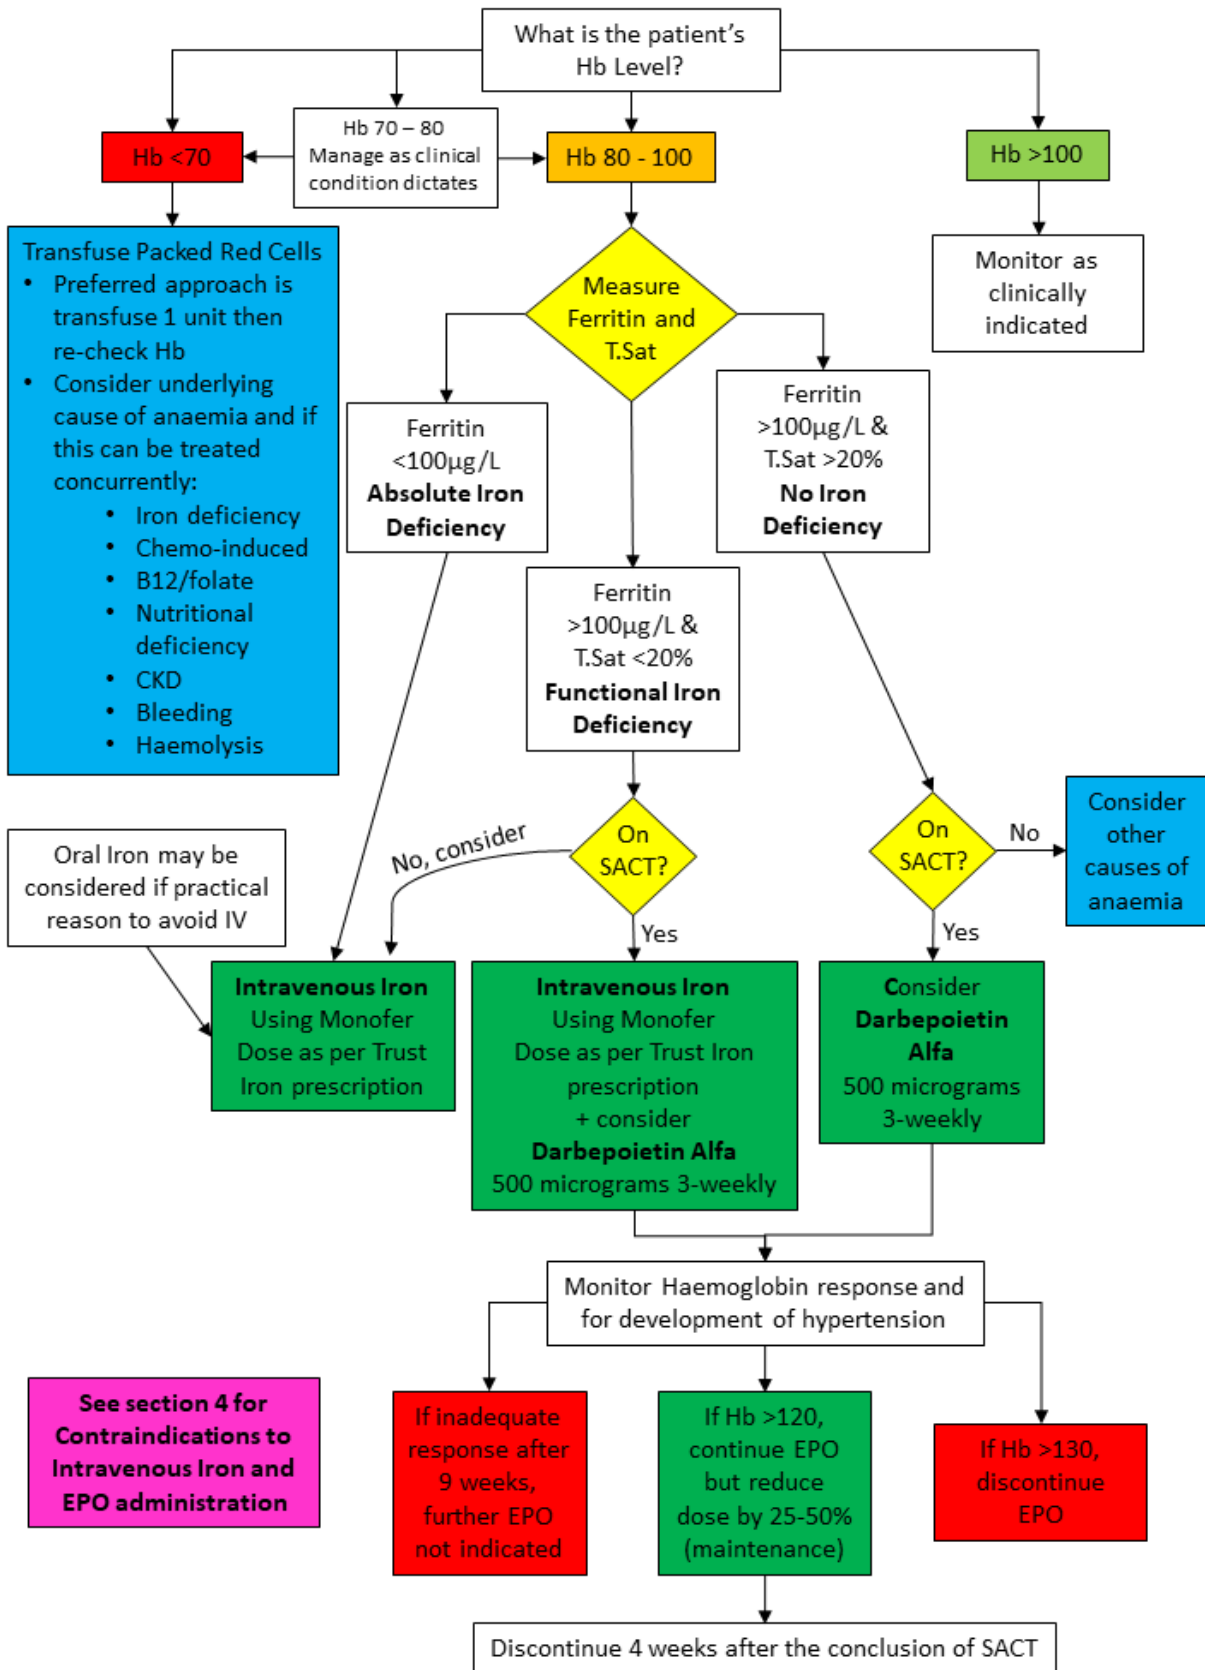 What is the patient's
Hb Level?
Hb <70
Hb 70 – 80
Manage as clinical
condition dictates
Hb 80 - 100
Hb >100
Transfuse Packed Red Cells
• Preferred approach is
transfuse 1 unit then
re-check Hb
• Consider underlying
cause of anaemia and if
this can be treated
concurrently:
• Iron deficiency
• Chemo-induced
• B12/folate
• Nutritional
deficiency
• CKD
• Bleeding
• Haemolysis
Measure
Ferritin and
T.Sat
Monitor as
clinically
indicated
Ferritin
<100µg/L
Absolute Iron
Deficiency
Ferritin
>100µg/L &
T.Sat >20%
No Iron
Deficiency
Ferritin
>100µg/L &
T.Sat <20%
Functional Iron
Deficiency
Oral Iron may be
considered if practical
reason to avoid IV
No, consider
On
SACT?
Yes
On
SACT?
No
Yes
Consider
other
causes of
anaemia
Intravenous Iron
Using Monofer
Dose as per Trust
Iron prescription
Intravenous Iron
Using Monofer
Dose as per Trust Iron
prescription
+ consider
Darbepoietin Alfa
500 micrograms 3-weekly
Consider
Darbepoietin
Alfa
500 micrograms
3-weekly
Monitor Haemoglobin response and
for development of hypertension
See section 4 for
Contraindications to
Intravenous Iron and
EPO administration
If inadequate
response after
9 weeks,
further EPO
not indicated
If Hb >120,
continue EPO
but reduce
dose by 25-50%
(maintenance)
If Hb >130,
discontinue
EPO
Discontinue 4 weeks after the conclusion of SACT